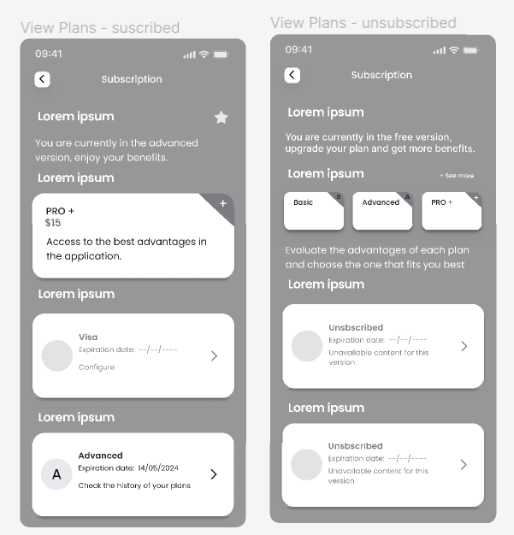 View Plans - suscribed
09:41
Subscription
Lorem ipsum
You are currently in the advanced
version, enjoy your benefits.
Lorem ipsum
+
PRO +
$15
Access to the best advantages in
the application.
Lorem ipsum
Visa
Expiration date: --/--/----
Configure
Lorem ipsum
A
Advanced
Expiration date: 14/05/2024
Check the history of your plans
View Plans - unsubscribed
09:41
Subscription
Lorem ipsum
You are currently in the free version,
upgrade your plan and get more benefits.
Lorem ipsum
+ See more
Basic
B
Advanced
A
PRO +
+
Evaluate the advantages of each plan
and choose the one that fits you best
Lorem ipsum
Unsbscribed
Expiration date: --/--/----
Unavailable content for this
version
Lorem ipsum
Unsbscribed
Expiration date: --/--/----
Unavailable content for this
version